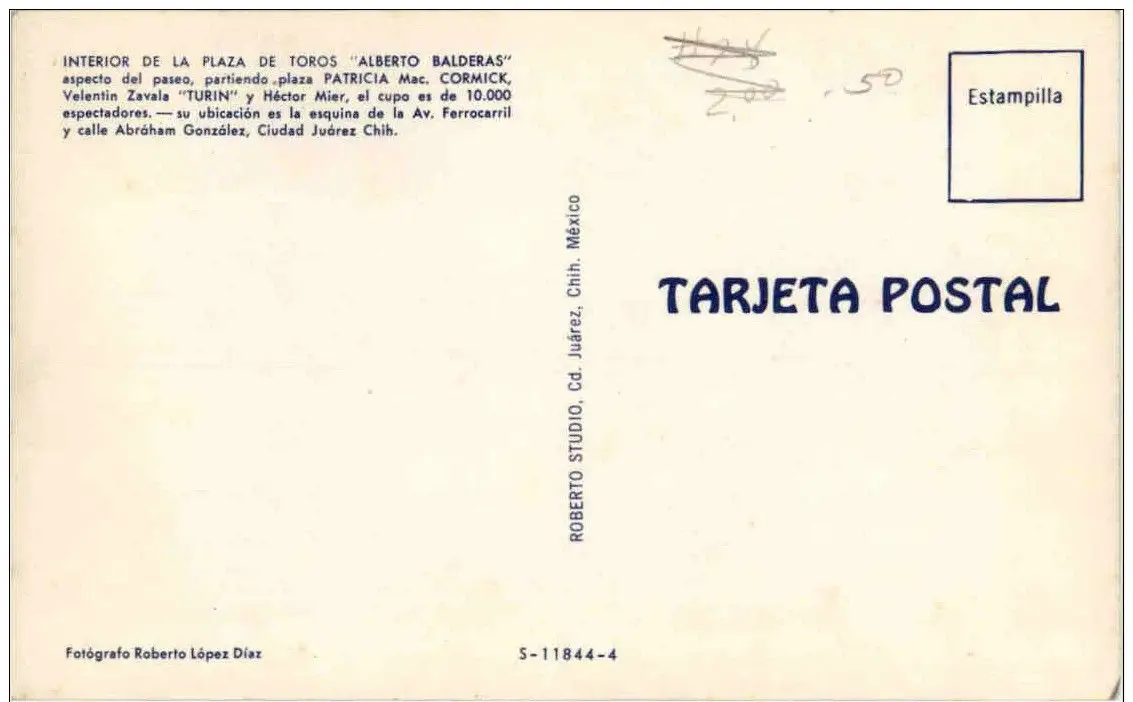 INTERIOR DE LA PLAZA DE TOROS "ALBERTO BALDERAS"
aspecto del paseo, partiendo plaza PATRICIA Mac. CORMICK,
Velentin Zavala "TURIN" y Héctor Mier, el cupo es de 10.000
espectadores. — su ubicación es la esquina de la Av. Ferrocarril
y calle Abráham González, Ciudad Juárez Chih.
2.00
.50
Estampilla
TARJETA POSTAL
ROBERTO STUDIO, Cd. Juárez, Chih. México
Fotógrafo Roberto López Díaz
S-11844-4